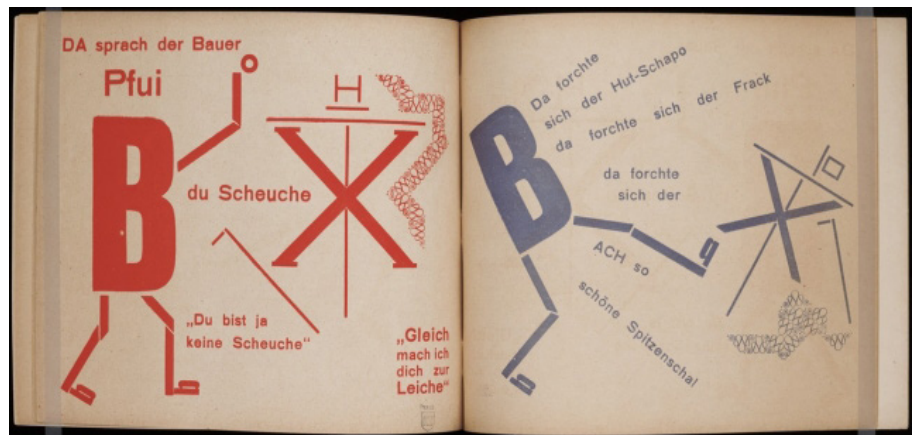 DA sprach der Bauer
Pfui
B
du Scheuche
H
X
„Du bist ja
keine Scheuche“
„Gleich
mach ich
dich zur
Leiche“
B
Da forchte
sich der Hut-Schapo
da forchte sich der Frack
da forchte
sich der
X
ACH so
schöne Spitzenschal